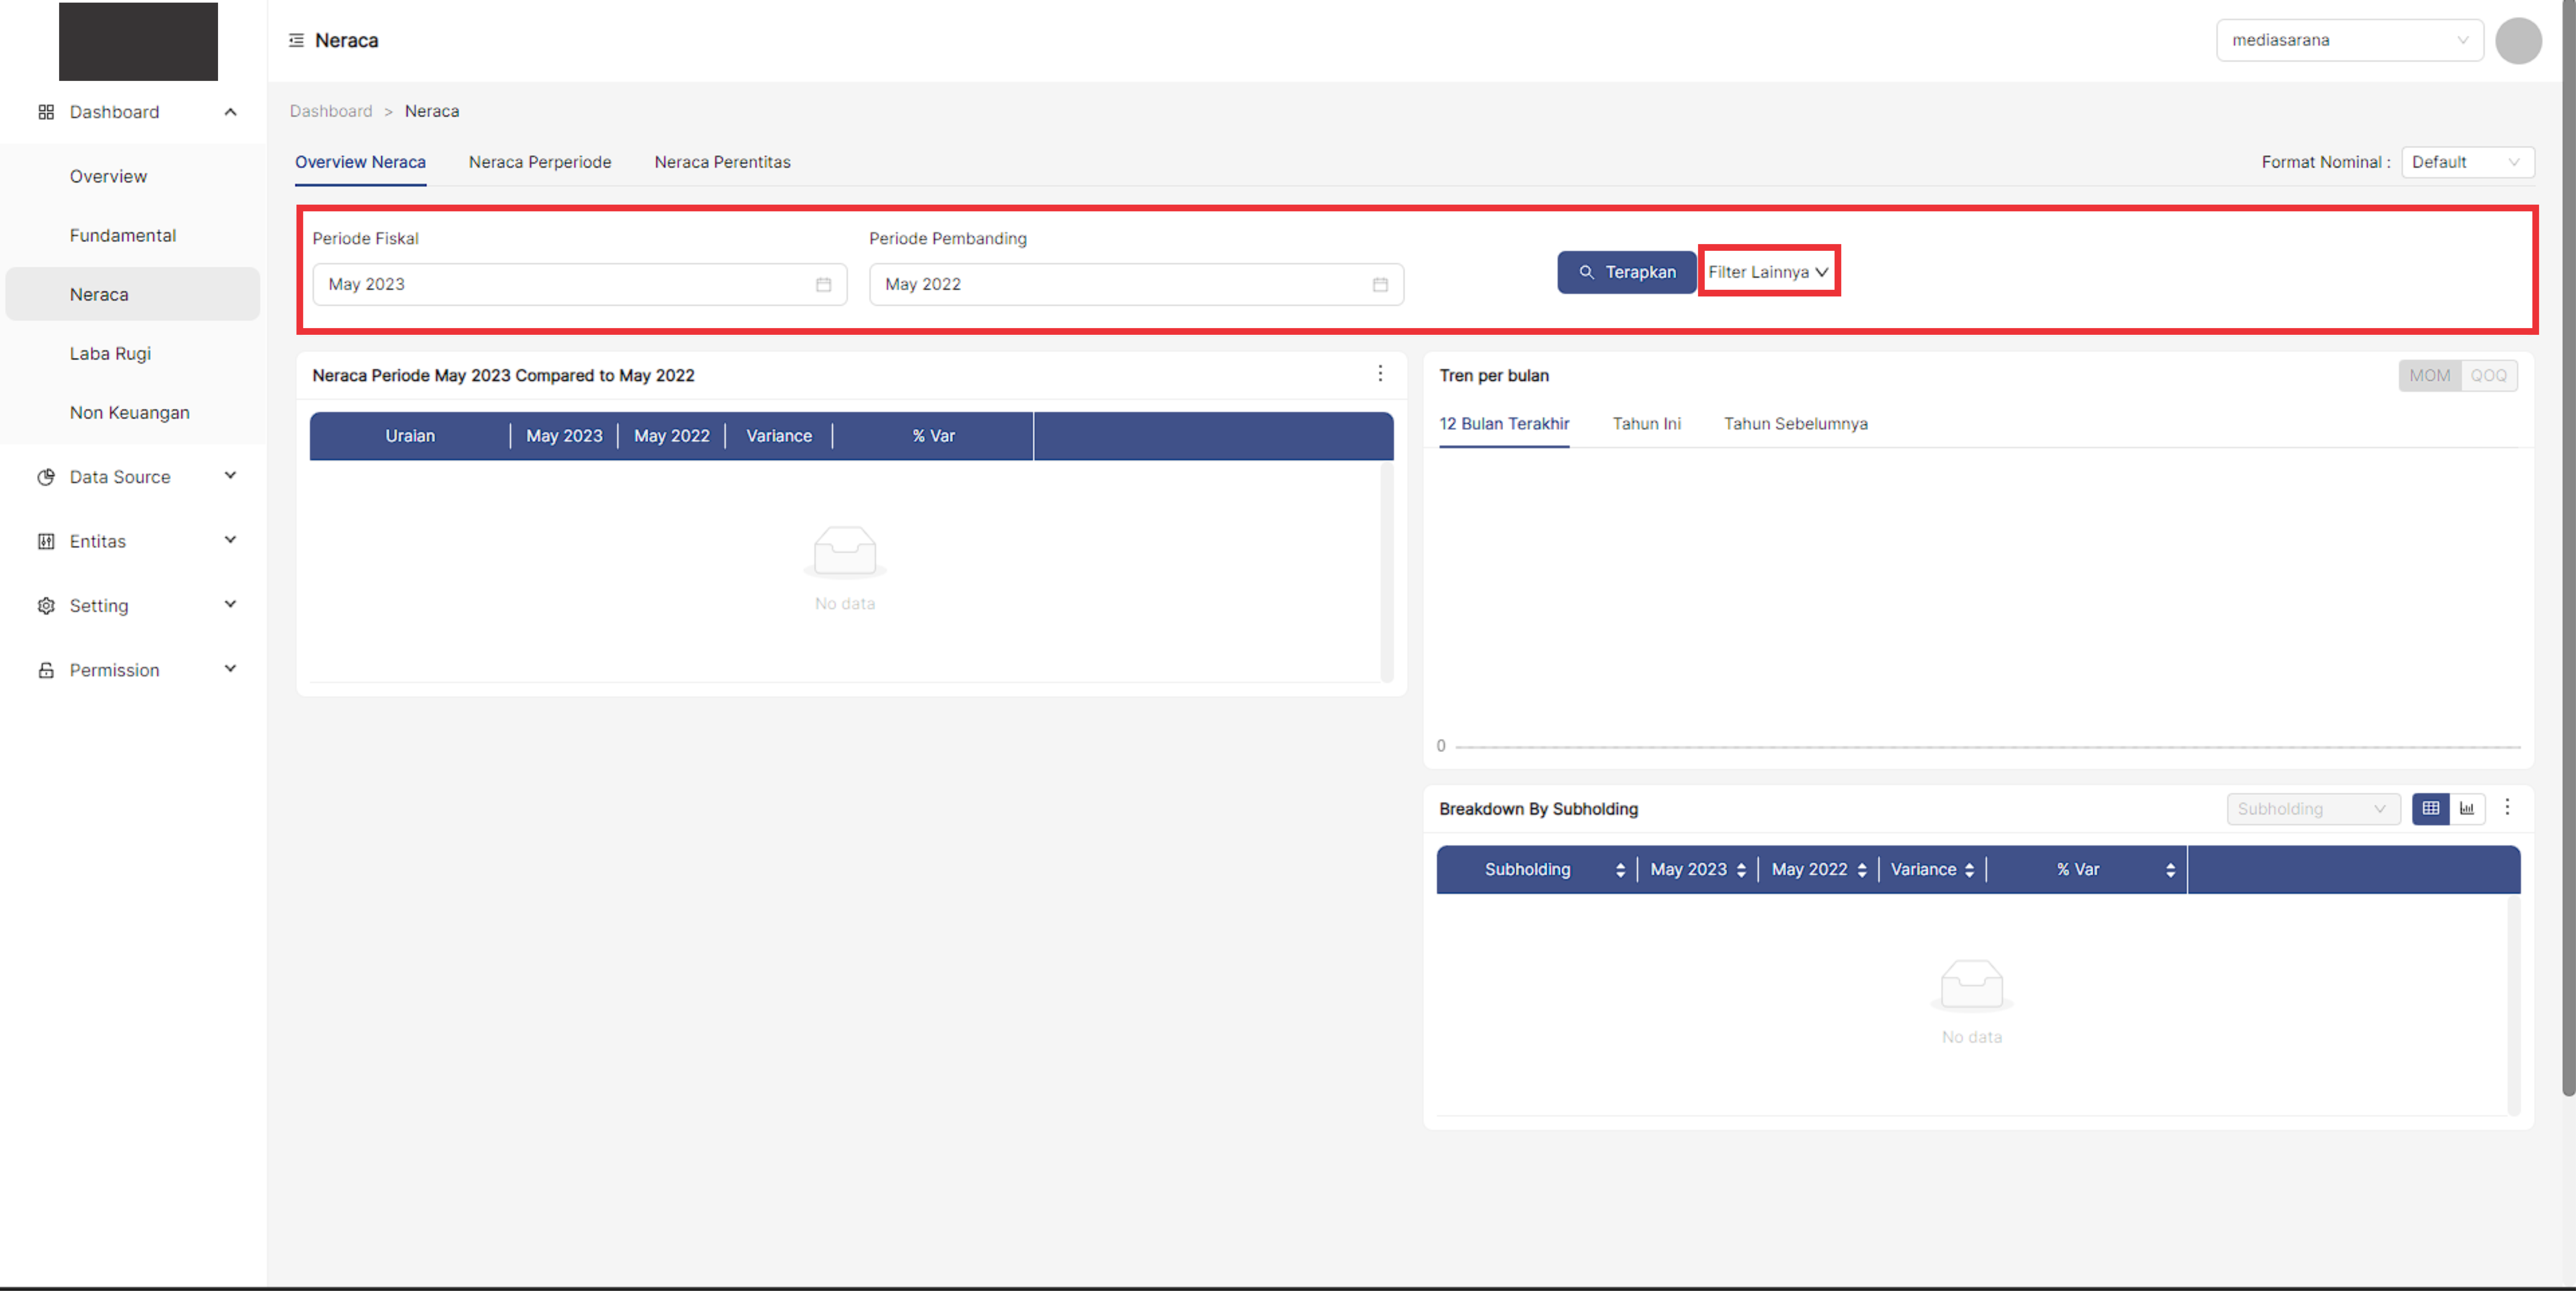 Neraca
mediasarana
Dashboard
Overview
Fundamental
Neraca
Laba Rugi
Non Keuangan
Data Source
Entitas
Setting
Permission
Dashboard > Neraca
Overview Neraca Neraca Perperiode Neraca Perentitas
Format Nominal : Default
Periode Fiskal
May 2023
Periode Pembanding
May 2022
Terapkan
Filter Lainnya
Neraca Periode May 2023 Compared to May 2022
Uraian May 2023 May 2022 Variance % Var
No data
Tren per bulan
MOM QOQ
12 Bulan Terakhir Tahun Ini Tahun Sebelumnya
0
Breakdown By Subholding
Subholding
Subholding May 2023 May 2022 Variance % Var
No data